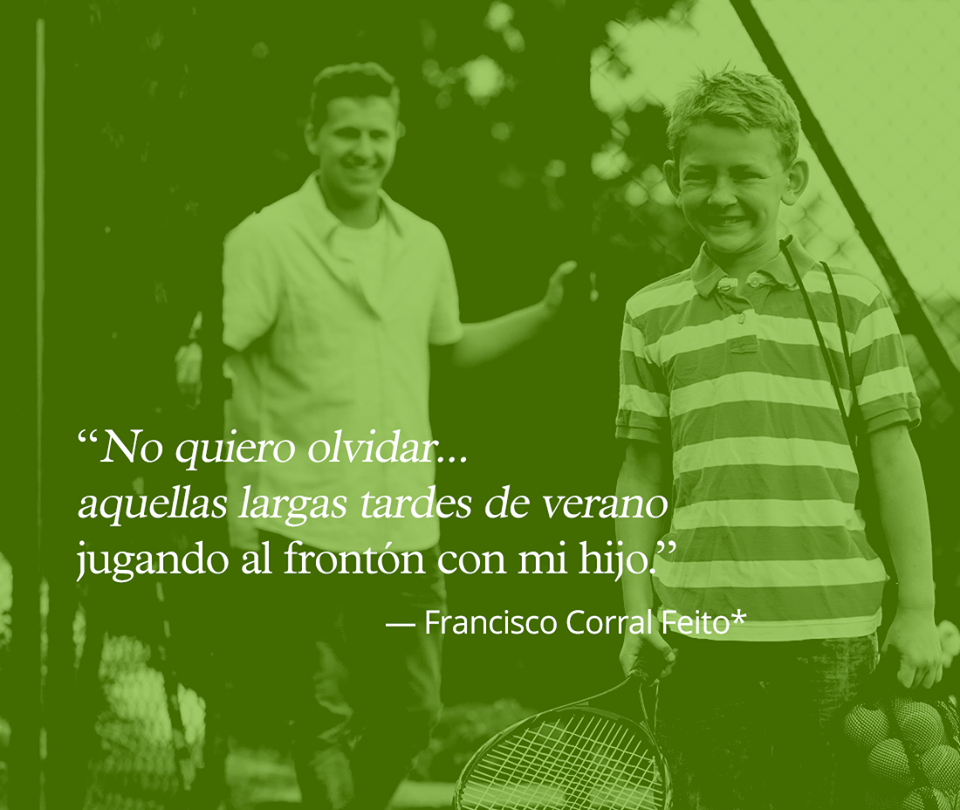 “No quiero olvidar...
aquellas largas tardes de verano
jugando al frontón con mi hijo.”
— Francisco Corral Feito*